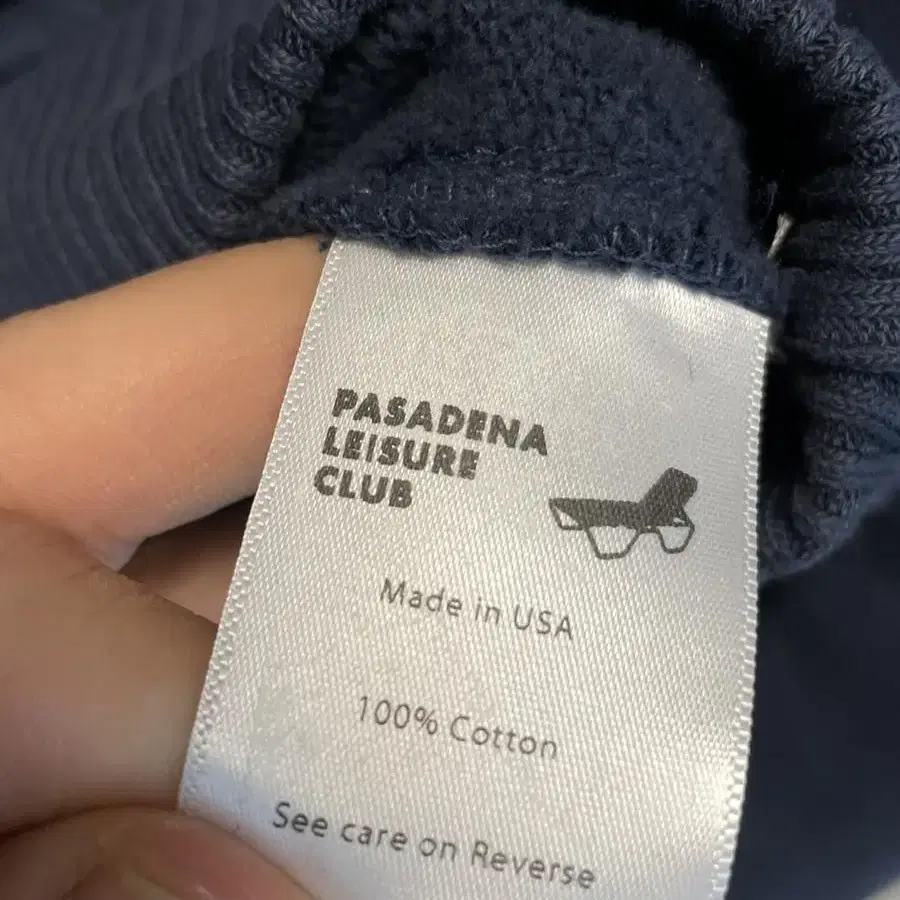 PASADENA
LEISURE
CLUB
Made in USA
100% Cotton
See care on Reverse